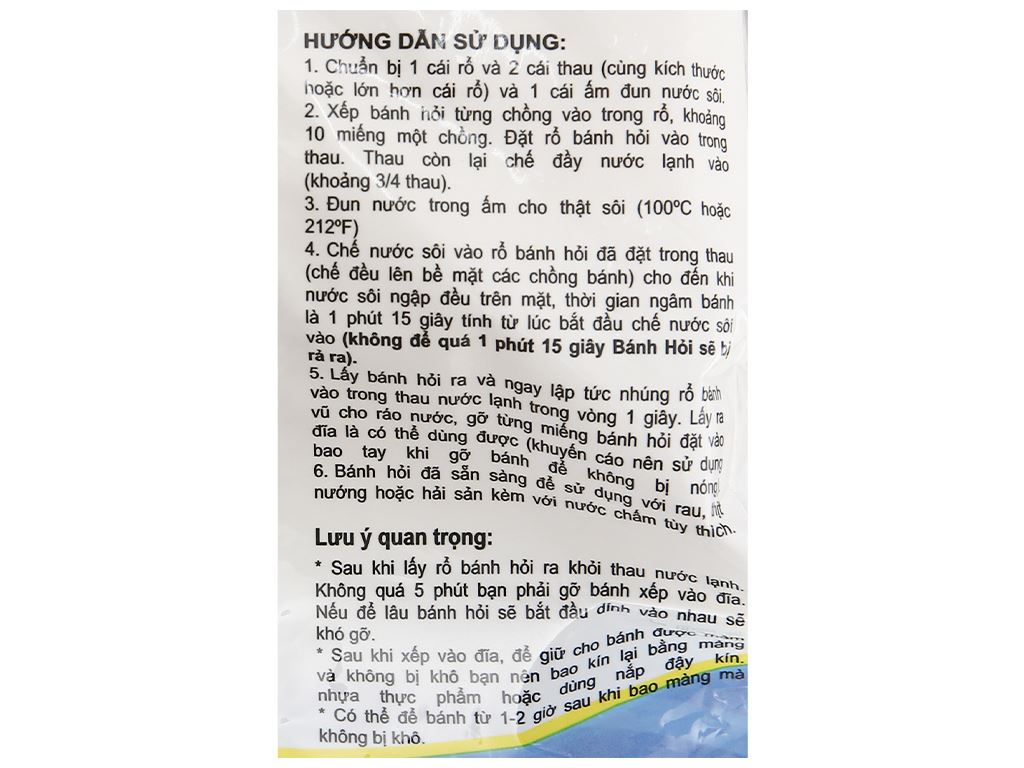 HƯỚNG DẪN SỬ DỤNG:
1. Chuẩn bị 1 cái rổ và 2 cái thau (cùng kích thước
hoặc lớn hơn cái rổ) và 1 cái ấm đun nước sôi.
2. Xếp bánh hỏi từng chồng vào trong rổ, khoảng
10 miếng một chồng. Đặt rổ bánh hỏi vào trong
thau. Thau còn lại chế đầy nước lạnh vào
(khoảng 3/4 thau).
3. Đun nước trong ấm cho thật sôi (100ºC hoặc
212ºF)
4. Chế nước sôi vào rổ bánh hỏi đã đặt trong thau
(chế đều lên bề mặt các chồng bánh) cho đến khi
nước sôi ngập đều trên mặt, thời gian ngâm bánh
là 1 phút 15 giây tính từ lúc bắt đầu chế nước sôi
vào (không để quá 1 phút 15 giây Bánh Hỏi sẽ bị
rả ra).
5. Lấy bánh hỏi ra và ngay lập tức nhúng rổ bánh
vào trong thau nước lạnh trong vòng 1 giây. Lấy ra
vũ cho ráo nước, gỡ từng miếng bánh hỏi đặt vào
đĩa là có thể dùng được (khuyến cáo nên sử dụng
bao tay khi gỡ bánh để không bị nóng)
6. Bánh hỏi đã sẵn sàng để sử dụng với rau, thịt
nướng hoặc hải sản kèm với nước chấm tùy thích.
Lưu ý quan trọng:
* Sau khi lấy rổ bánh hỏi ra khỏi thau nước lạnh.
Không quá 5 phút bạn phải gỡ bánh xếp vào đĩa.
Nếu để lâu bánh hỏi sẽ bắt đầu dính vào nhau sẽ
khó gỡ.
* Sau khi xếp vào đĩa, để giữ cho bánh được mềm
và không bị khô bạn nên bao kín lại bằng màng
nhựa thực phẩm hoặc dùng nắp đậy kín.
* Có thể để bánh từ 1-2 giờ sau khi bao màng mà
không bị khô.